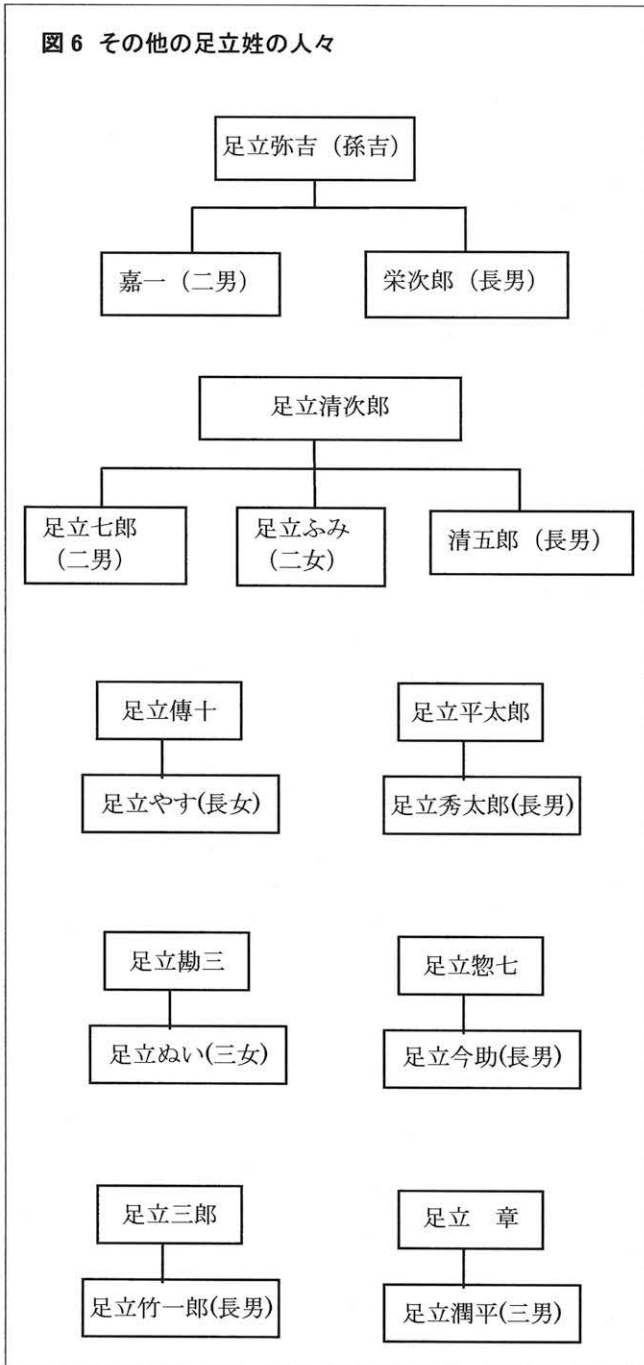 図6 その他の足立姓の人々
足立弥吉（孫吉）
嘉一（二男）
栄次郎（長男）
足立清次郎
足立七郎
（二男）
足立ふみ
（二女）
清五郎（長男）
足立傳十
足立平太郎
足立やす(長女)
足立秀太郎(長男)
足立勘三
足立惣七
足立ぬい(三女)
足立今助(長男)
足立三郎
足立　章
足立竹一郎(長男)
足立潤平(三男)